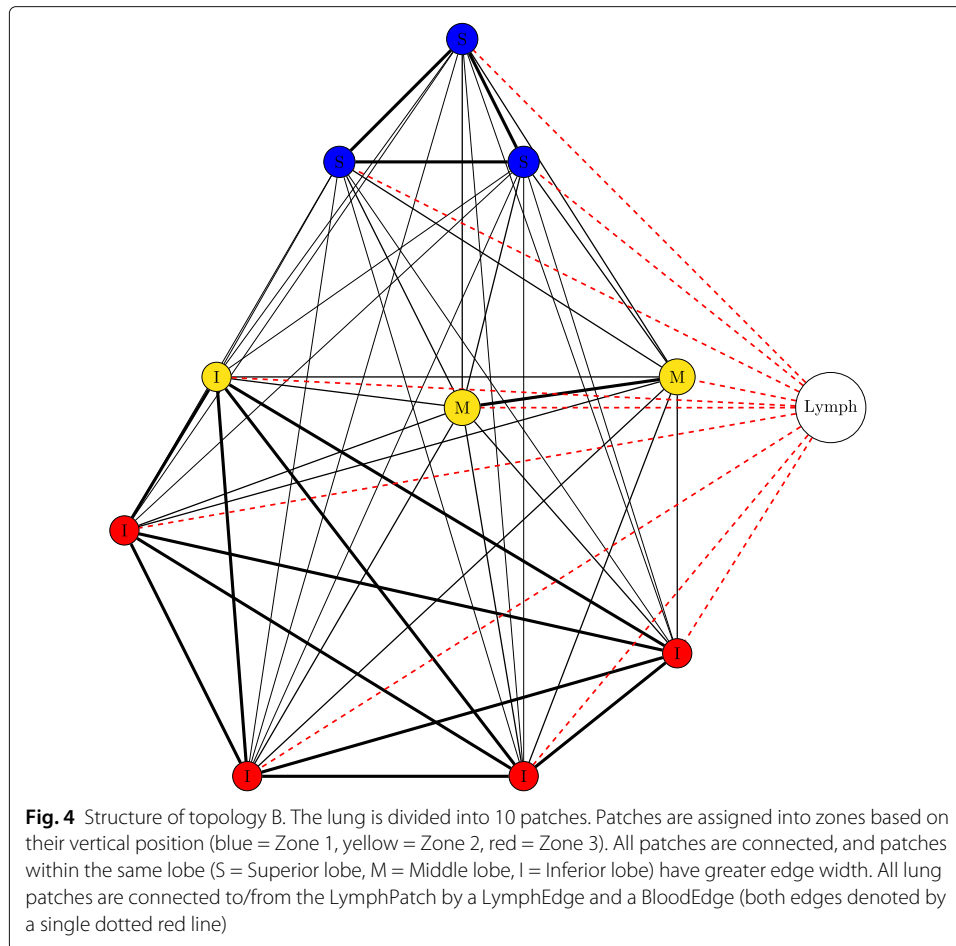 S
S S
I M
M Lymph
I
I
I I
Fig. 4 Structure of topology B. The lung is divided into 10 patches. Patches are assigned into zones based on
their vertical position (blue = Zone 1, yellow = Zone 2, red = Zone 3). All patches are connected, and patches
within the same lobe (S = Superior lobe, M = Middle lobe, I = Inferior lobe) have greater edge width. All lung
patches are connected to/from the LymphPatch by a LymphEdge and a BloodEdge (both edges denoted by
a single dotted red line)